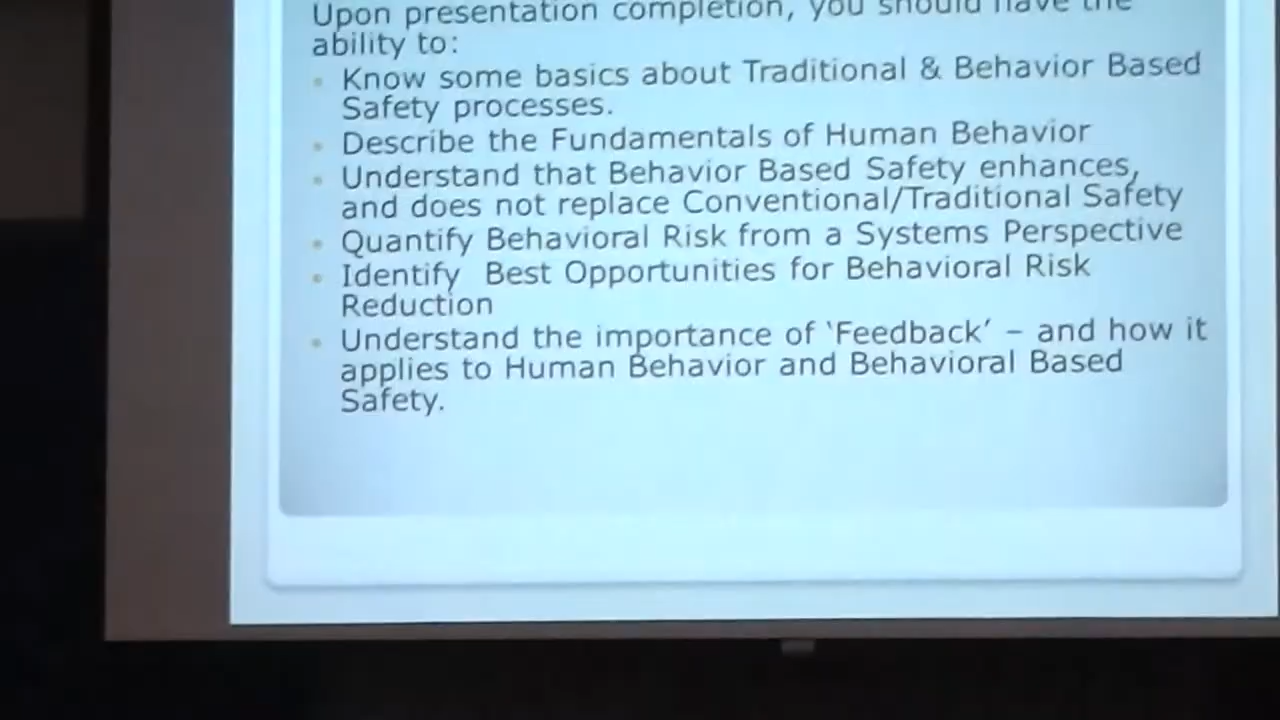 Upon presentation completion, you should have the
ability to:
• Know some basics about Traditional & Behavior Based
Safety processes.
• Describe the Fundamentals of Human Behavior
• Understand that Behavior Based Safety enhances,
and does not replace Conventional/Traditional Safety
• Quantify Behavioral Risk from a Systems Perspective
• Identify  Best Opportunities for Behavioral Risk
Reduction
• Understand the importance of ‘Feedback’ – and how it
applies to Human Behavior and Behavioral Based
Safety.